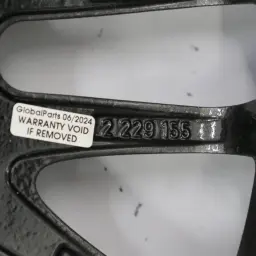 GlobalParts 06/2024
WARRANTY VOID
IF REMOVED
2 229 155